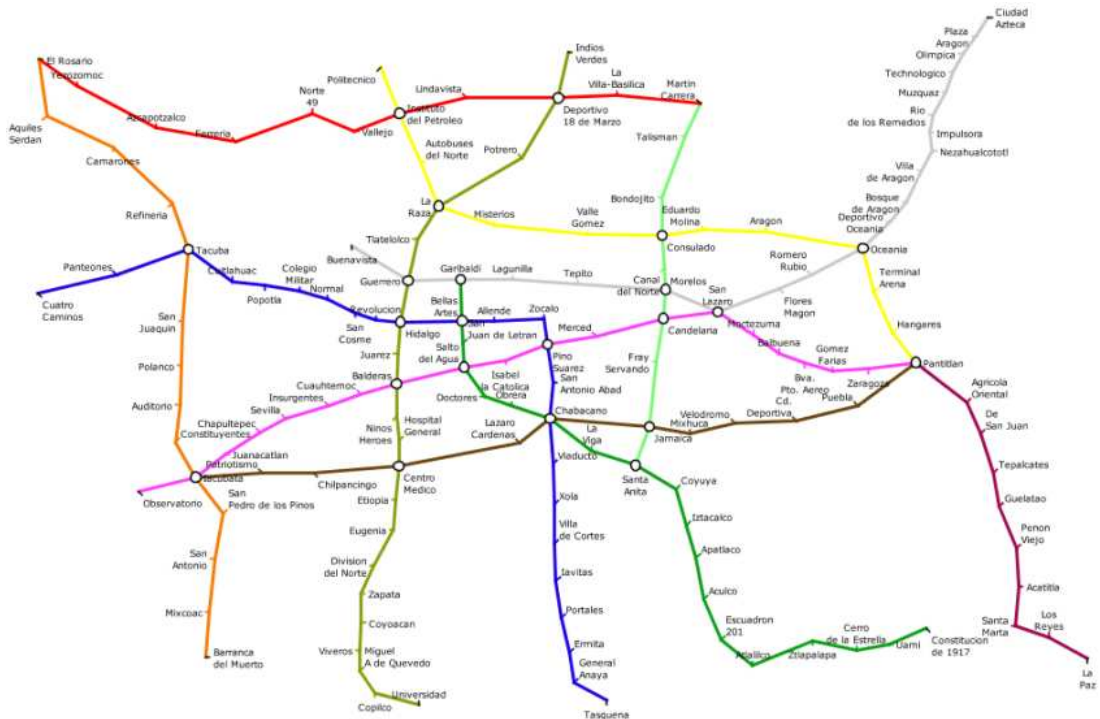 Ciudad
Azteca
Plaza
Aragon
Olimpica
Technologico
Muzquaz
Rio
de los Remedios
Impulsora
Nezahualcototl
Villa
de Aragon
Bosque
de Aragon
Deportivo
Oceania
Oceania
Indios
Verdes
El Rosario
Yerozomoc
Politecnico
Norte
49
Lindavista
La
Villa-Basilica
Martin
Carrera
Aquiles
Serdan
Azcapotzalco
Ferreria
Vallejo
Instituto
del Petroleo
Deportivo
18 de Marzo
Talisman
Camarones
Autobuses
del Norte
Potrero
Refineria
La
Raza
Misterios
Valle
Gomez
Bondojito
Eduardo
Molina
Aragon
Consulado
Tlatelolco
Tacuba
Panteones
Cuitlahuac
Colegio
Militar
Buenavista
Garibaldi
Lagunilla
Tepito
Romero
Rubio
Terminal
Arena
Cuatro
Caminos
Popotla
Normal
Guerrero
Canal
del Norte
Morelos
San
Lazaro
Flores
Magon
Revolucion
Bellas
Artes
Allende
Zocalo
San
Juaquin
San
Cosme
Hidalgo
San
Juan de Letran
Merced
Candelaria
Moctezuma
Hangares
Balbuena
Gomez
Farias
Pantitlan
Juarez
Salto
del Agua
Pino
Suarez
Fray
Servando
Polanco
Cuauhtemoc
Balderas
Isabel
la Catolica
San
Antonio Abad
Bva.
Pto. Aereo
Zaragoza
Agricola
Oriental
Insurgentes
Doctores
Obrera
Cd.
Deportiva
Puebla
Auditorio
Sevilla
Chabacano
Velodromo
Mixhuca
De
San Juan
Chapultepec
Constituyentes
Ninos
Heroes
Hospital
General
Lazaro
Cardenas
La
Viga
Jamaica
Juanacatlan
Patriotismo
Tacubata
Chilpancingo
Centro
Medico
Viaducto
Santa
Anita
Coyuya
Tepalcates
Observatorio
San
Pedro de los Pinos
Etiopia
Xola
Guelatao
Eugenia
Villa
de Cortes
Iztacalco
Penon
Viejo
San
Antonio
Division
del Norte
Apatlaco
Iavitas
Acatitla
Zapata
Aculco
Mixcoac
Portales
Coyoacan
Escuadron
201
Santa
Marta
Los
Reyes
Barranca
del Muerto
Viveros
Miguel
A de Quevedo
Ermita
Atlalilco
Ztlapalapa
Cerro
de la Estrella
Uami
Constitucion
de 1917
General
Anaya
La
Paz
Universidad
Copilco
Tasquena